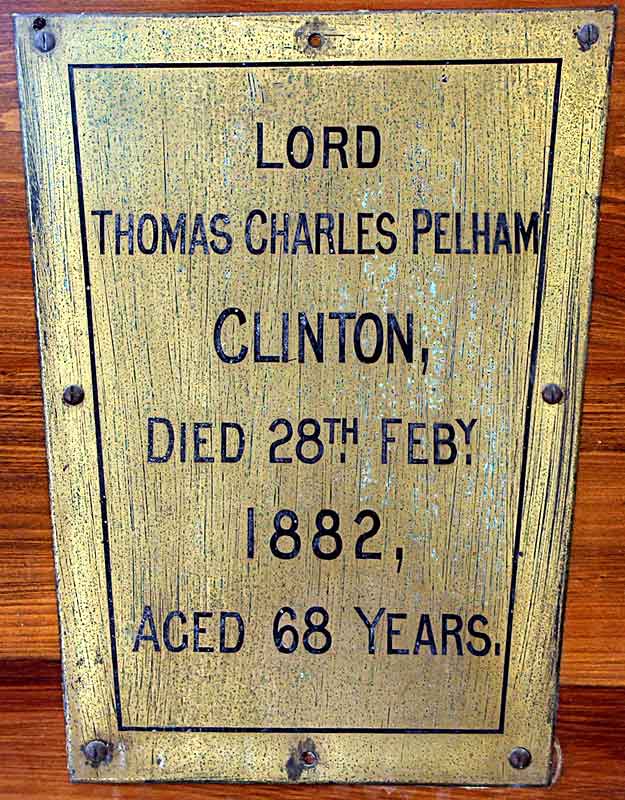 LORD
THOMAS CHARLES PELHAM
CLINTON,
DIED 28TH. FEBY.
1882,
AGED 68 YEARS.